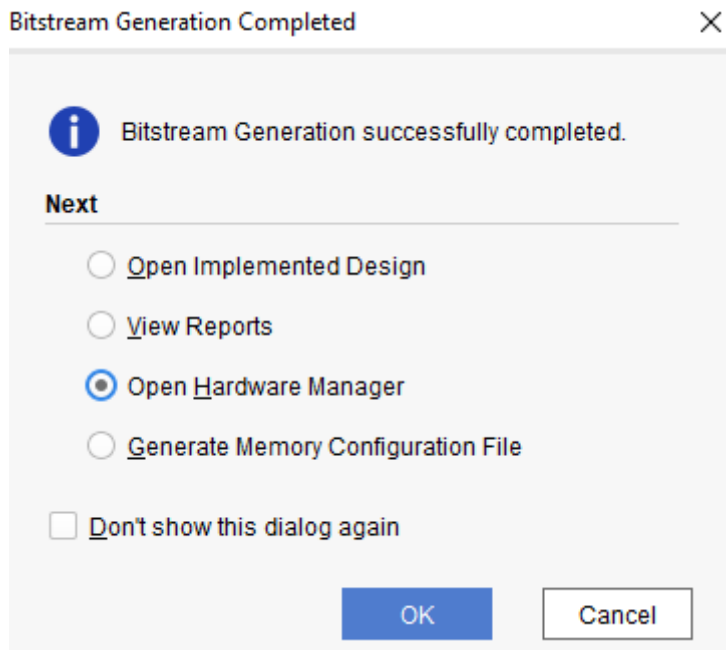 Bitstream Generation Completed
Bitstream Generation successfully completed.
Next
Open Implemented Design
View Reports
Open Hardware Manager
Generate Memory Configuration File
Don't show this dialog again
OK Cancel